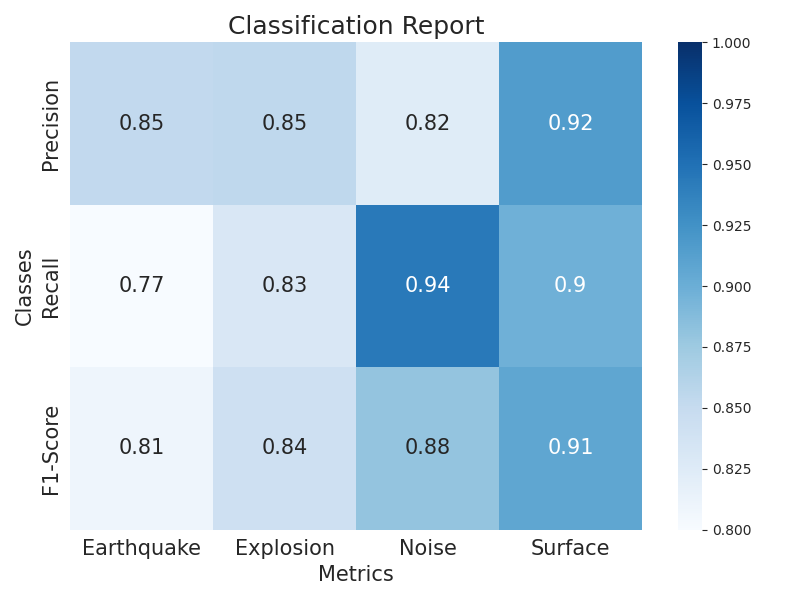 Classification Report
Precision
0.85 0.85 0.82 0.92
Classes
Recall
0.77 0.83 0.94 0.9
F1-Score
0.81 0.84 0.88 0.91
Earthquake Explosion Noise Surface
Metrics
1.000
0.975
0.950
0.925
0.900
0.875
0.850
0.825
0.800